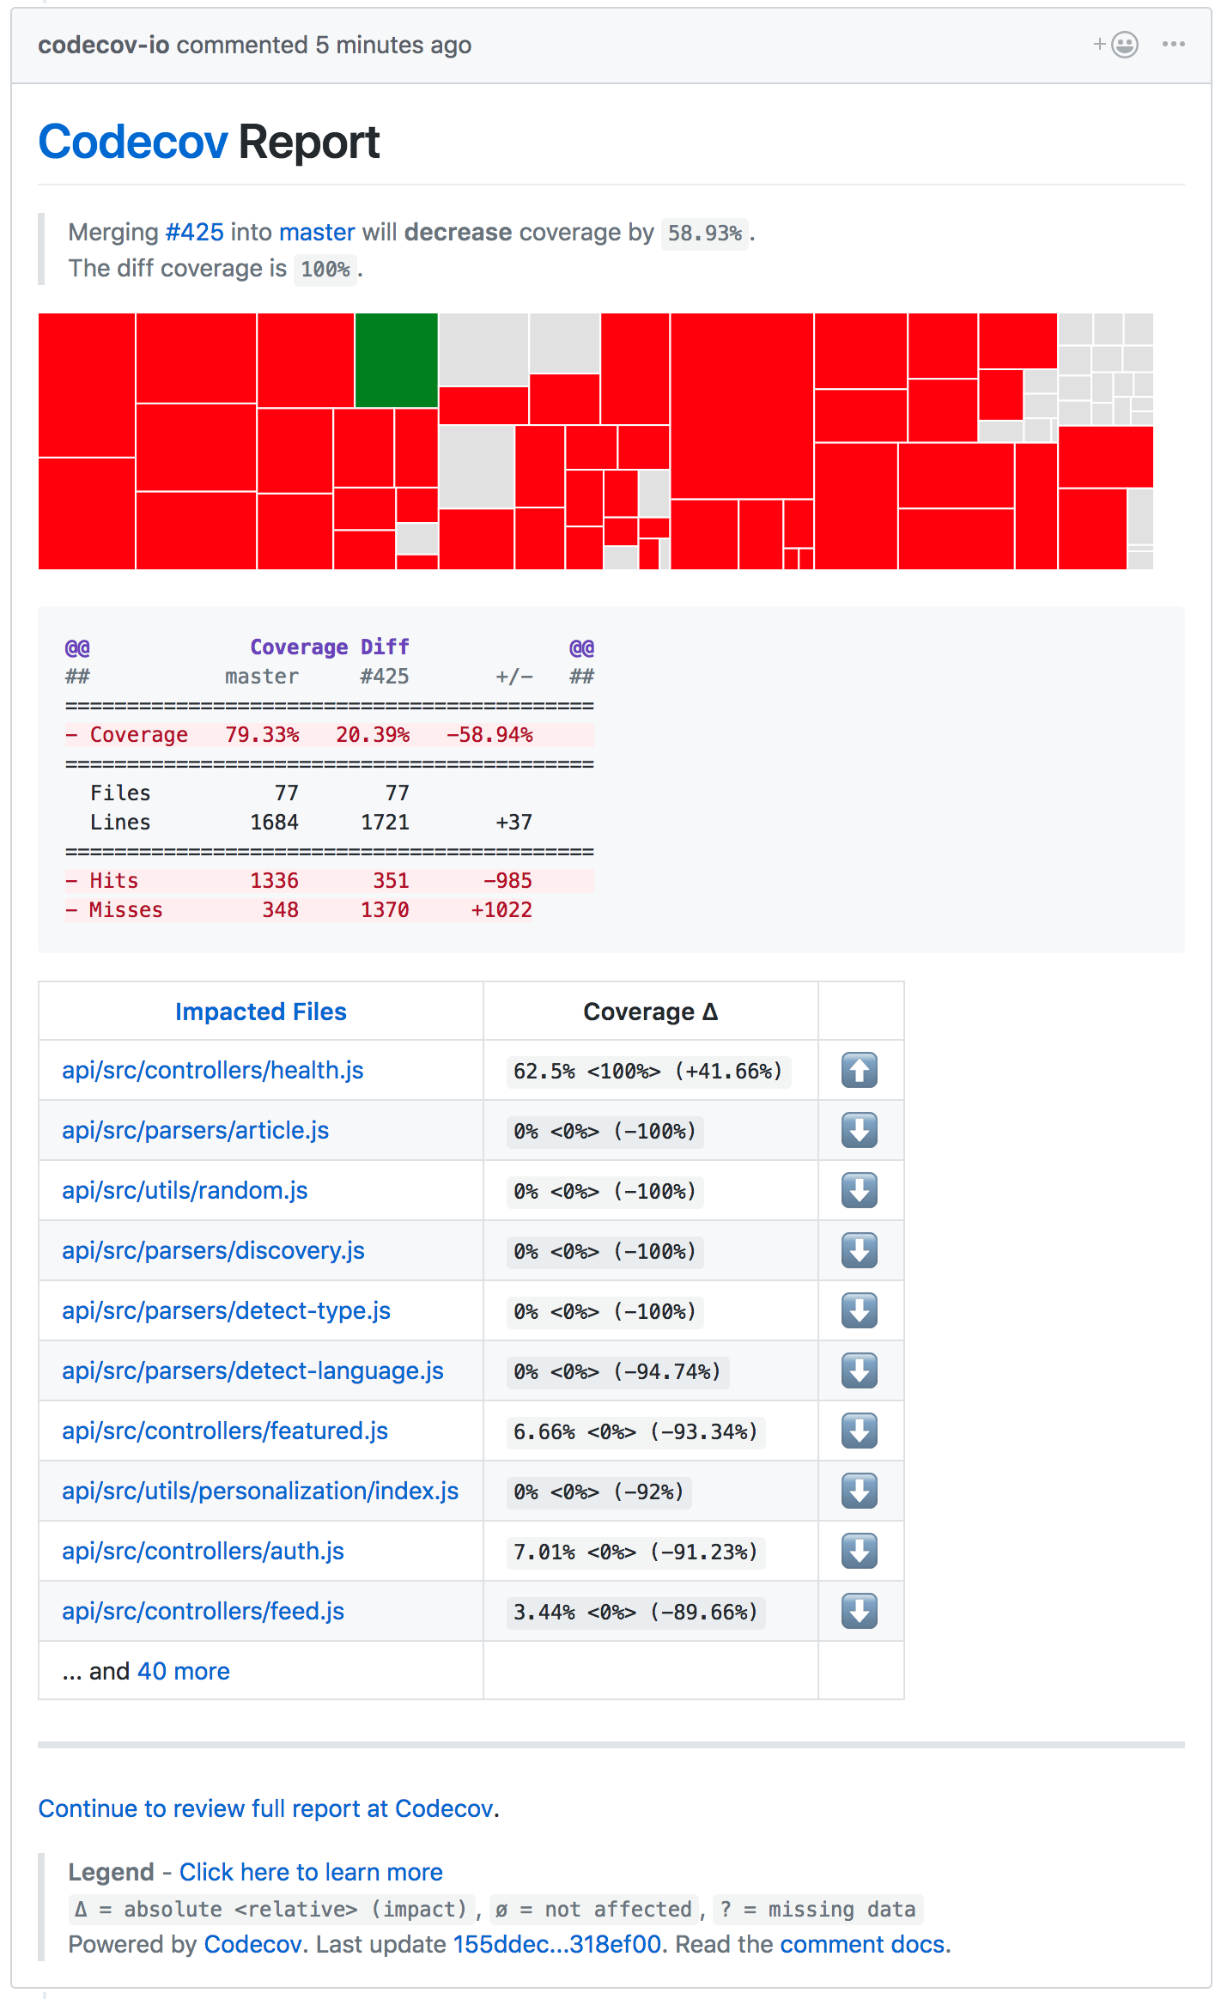 codecov-io commented 5 minutes ago
Codecov Report
Merging #425 into master will decrease coverage by 58.93%.
The diff coverage is 100%.
@@ Coverage Diff @@
## master #425 +/- ##
===========================================
- Coverage 79.33% 20.39% -58.94%
===========================================
Files 77 77
Lines 1684 1721 +37
===========================================
- Hits 1336 351 -985
- Misses 348 1370 +1022
Impacted Files Coverage Δ
api/src/controllers/health.js 62.5% <100%> (+41.66%)
api/src/parsers/article.js 0% <0%> (-100%)
api/src/utils/random.js 0% <0%> (-100%)
api/src/parsers/discovery.js 0% <0%> (-100%)
api/src/parsers/detect-type.js 0% <0%> (-100%)
api/src/parsers/detect-language.js 0% <0%> (-94.74%)
api/src/controllers/featured.js 6.66% <0%> (-93.34%)
api/src/utils/personalization/index.js 0% <0%> (-92%)
api/src/controllers/auth.js 7.01% <0%> (-91.23%)
api/src/controllers/feed.js 3.44% <0%> (-89.66%)
... and 40 more
Continue to review full report at Codecov.
Legend - Click here to learn more
Δ = absolute <relative> (impact), ø = not affected, ? = missing data
Powered by Codecov. Last update 155ddec...318ef00. Read the comment docs.